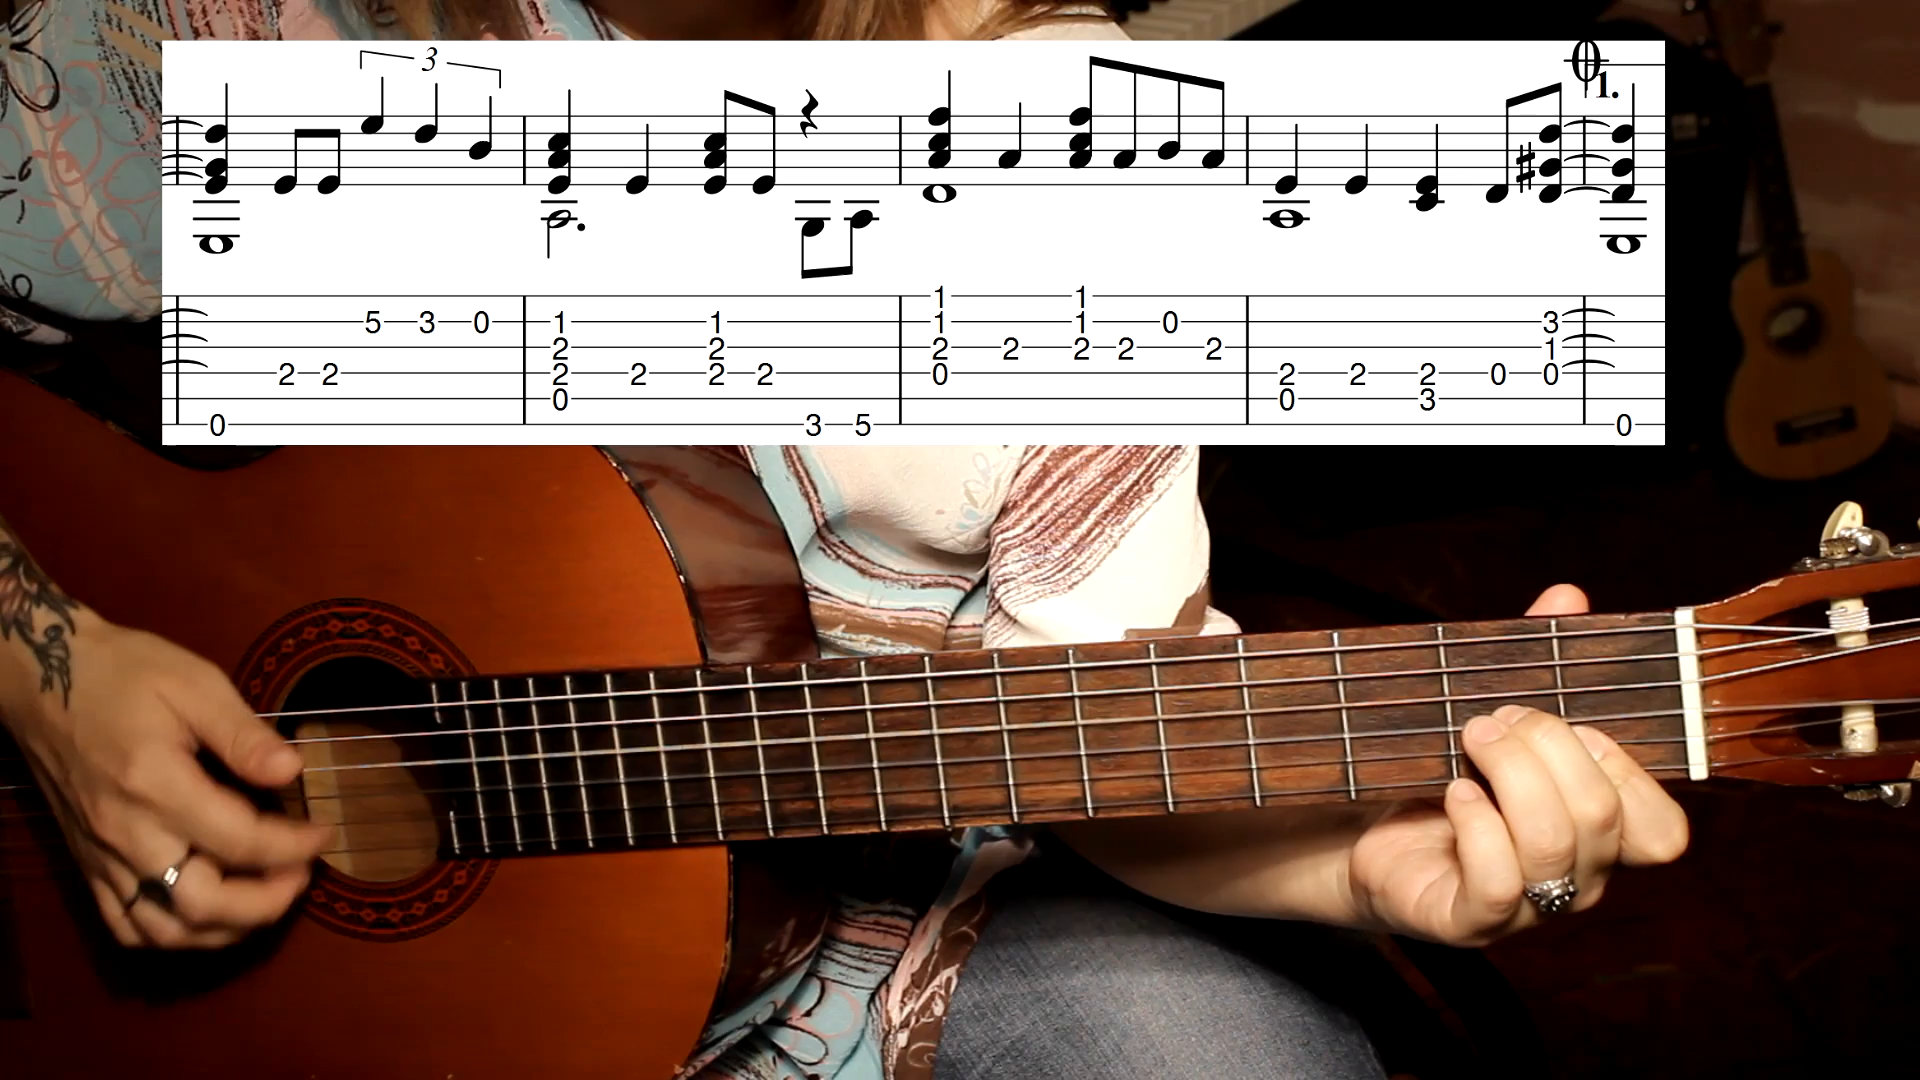 3
1.
1 1
5 3 0 1 1 1 1 0 3
2 2 2 2 2 2 2 1
2 2 2 2 2 2 0 2 2 2 0 0
0 0 3
0 3 5 0